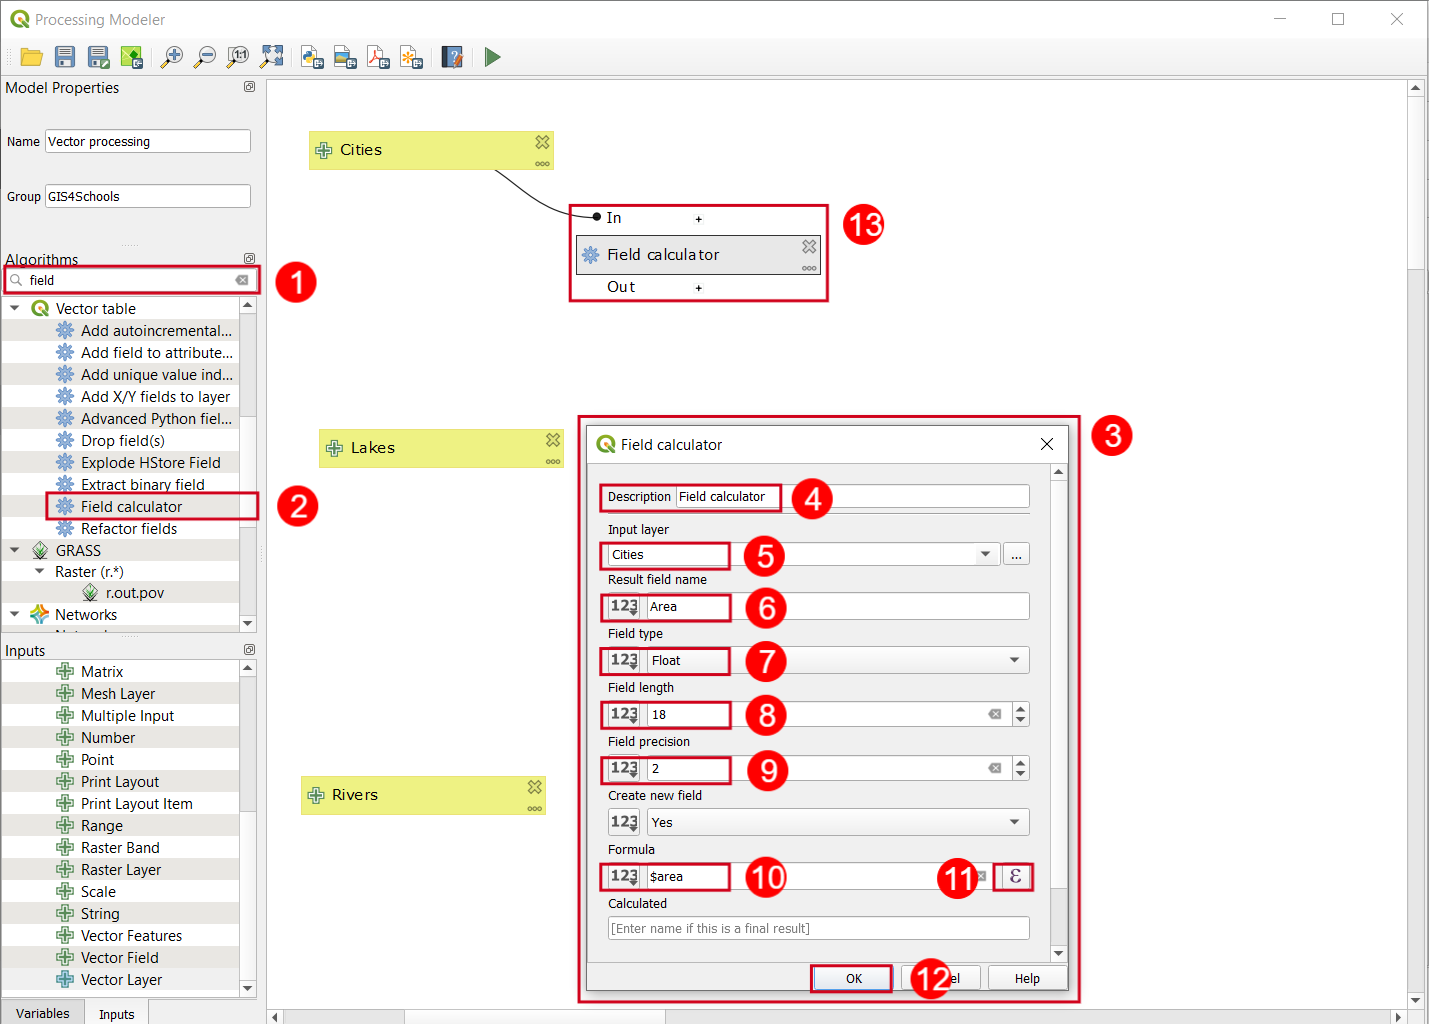 Processing Modeler
Model Properties
Name Vector processing
Group GIS4Schools
Algorithms
field
1
Vector table
Add autoincremental...
Add field to attribute...
Add unique value ind...
Add X/Y fields to layer
Advanced Python fiel...
Drop field(s)
Explode HStore Field
Extract binary field
Field calculator
2
Refactor fields
GRASS
Raster (r.*)
r.out.pov
Networks
Inputs
Matrix
Mesh Layer
Multiple Input
Number
Point
Print Layout
Print Layout Item
Range
Raster Band
Raster Layer
Scale
String
Vector Features
Vector Field
Vector Layer
Variables
Inputs
Cities
In +
Field calculator
Out +
13
Lakes
Rivers
3
Field calculator
Description Field calculator
4
Input layer
Cities
...
5
Result field name
123 Area
6
Field type
123 Float
7
Field length
123 18
8
Field precision
123 2
9
Create new field
123 Yes
Formula
123 $area
10
11
ε
Calculated
[Enter name if this is a final result]
OK
12
el
Help